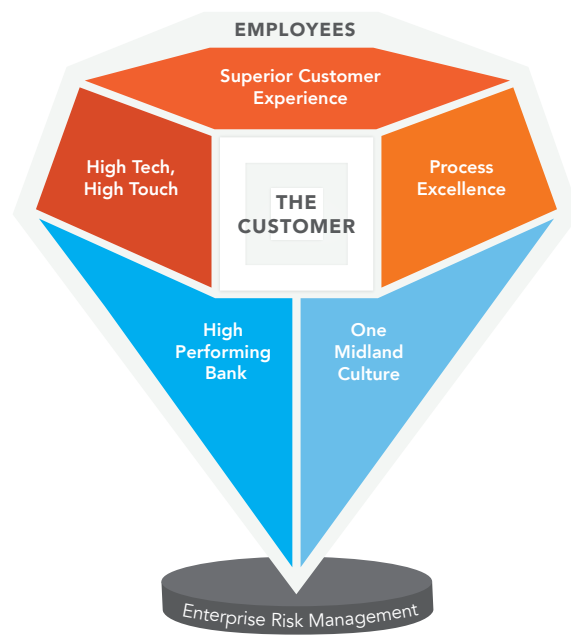 EMPLOYEES
Superior Customer
Experience
High Tech,
High Touch
THE
CUSTOMER
Process
Excellence
High
Performing
Bank
One
Midland
Culture
Enterprise Risk Management